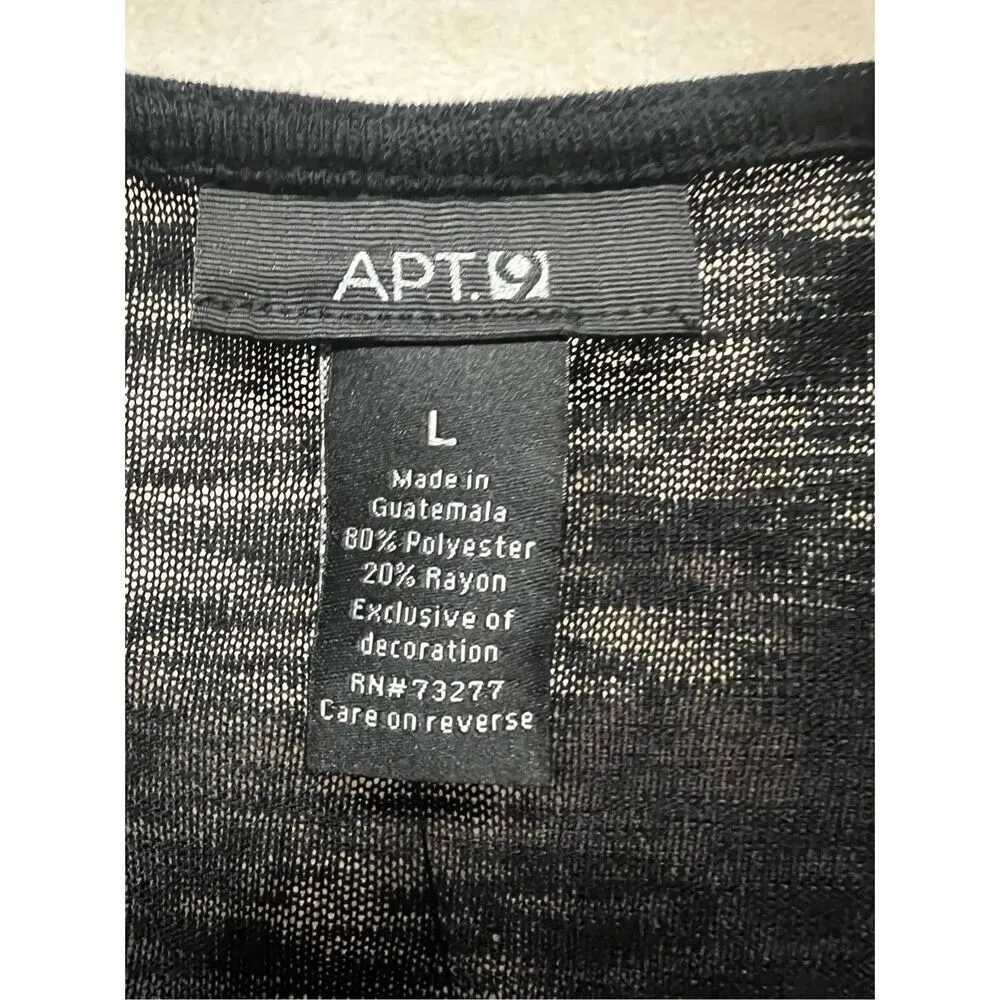 APT.9
L
Made in
Guatemala
80% Polyester
20% Rayon
Exclusive of
decoration
RN#73277
Care on reverse